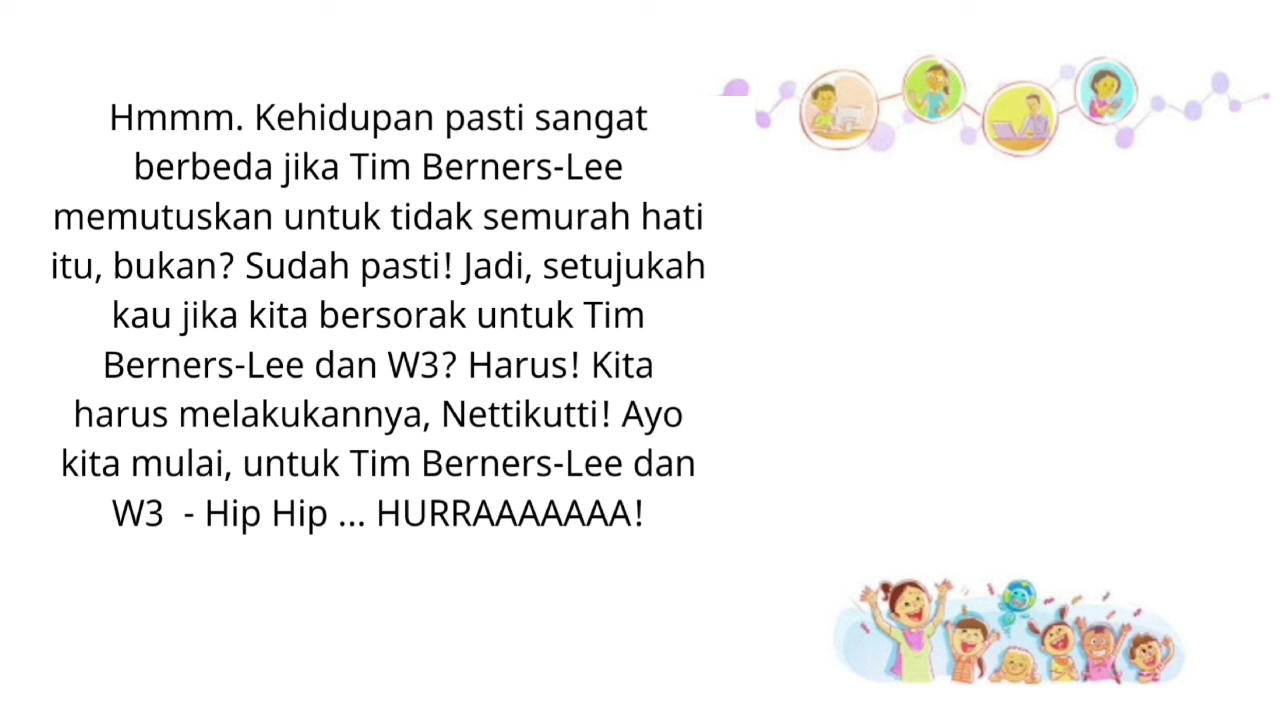 Hmmm. Kehidupan pasti sangat
berbeda jika Tim Berners-Lee
memutuskan untuk tidak semurah hati
itu, bukan? Sudah pasti! Jadi, setujukah
kau jika kita bersorak untuk Tim
Berners-Lee dan W3? Harus! Kita
harus melakukannya, Nettikutti! Ayo
kita mulai, untuk Tim Berners-Lee dan
W3  - Hip Hip ... HURRAAAAAAA!